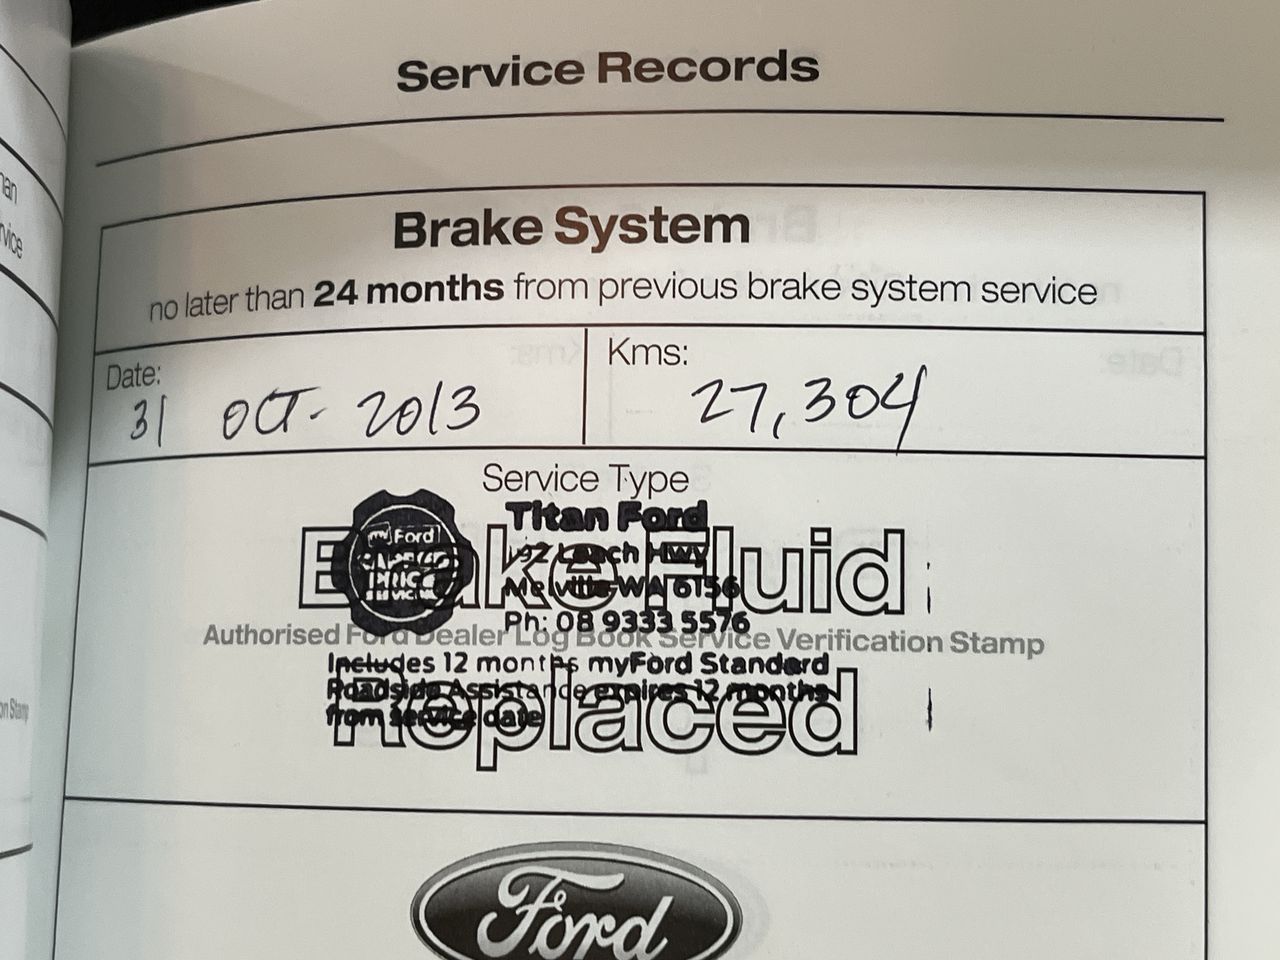 Service Records
Brake System
no later than 24 months from previous brake system service
Date:
31 OCT- 2013
Kms:
27,304
Service Type
Brake Fluid
Replaced
Titan Ford
Leach Hwy
Melville WA 6156
Ph: 08 9333 5576
Authorised Ford Dealer Log Book Service Verification Stamp
Includes 12 months myFord Standard
Roadside Assistance expires 12 months
from service date
Ford
Ford